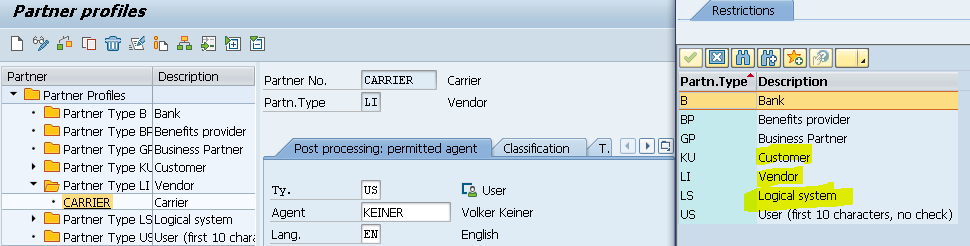 Partner profiles
Partner Description
Partner Profiles
Partner Type B Bank
Partner Type BP Benefits provider
Partner Type GP Business Partner
Partner Type KU Customer
Partner Type LI Vendor
CARRIER Carrier
Partner Type LS Logical system
Partner Type US User (first 10 chara
Partner No. CARRIER Carrier
Partn.Type LI Vendor
Post processing: permitted agent Classification T.
Ty. US User
Agent KEINER Volker Keiner
Lang. EN English
Restrictions
Partn.Type Description
B Bank
BP Benefits provider
GP Business Partner
KU Customer
LI Vendor
LS Logical system
US User (first 10 characters, no check)